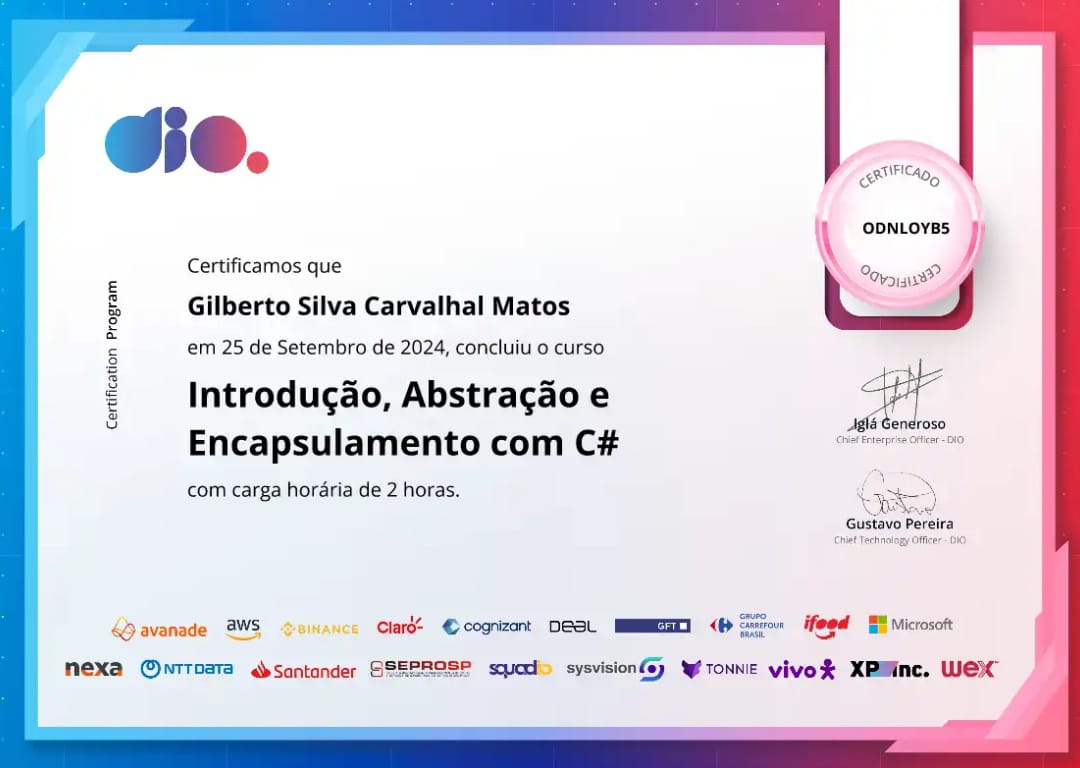 dio.
CERTIFICADO
ODNLOYB5
CERTIFICADO
Certification Program
Certificamos que
Gilberto Silva Carvalhal Matos
em 25 de Setembro de 2024, concluiu o curso
Introdução, Abstração e
Encapsulamento com C#
com carga horária de 2 horas.
Iglá Generoso
Chief Enterprise Officer - DIO
Gustavo Pereira
Chief Technology Officer - DIO
avanade aws BINANCE Claro cognizant DEAL GFT GRUPO CARREFOUR BRASIL ifood Microsoft
nexa NTT DATA Santander SEPROSP squadio sysvision TONNIE vivo XP inc. wex